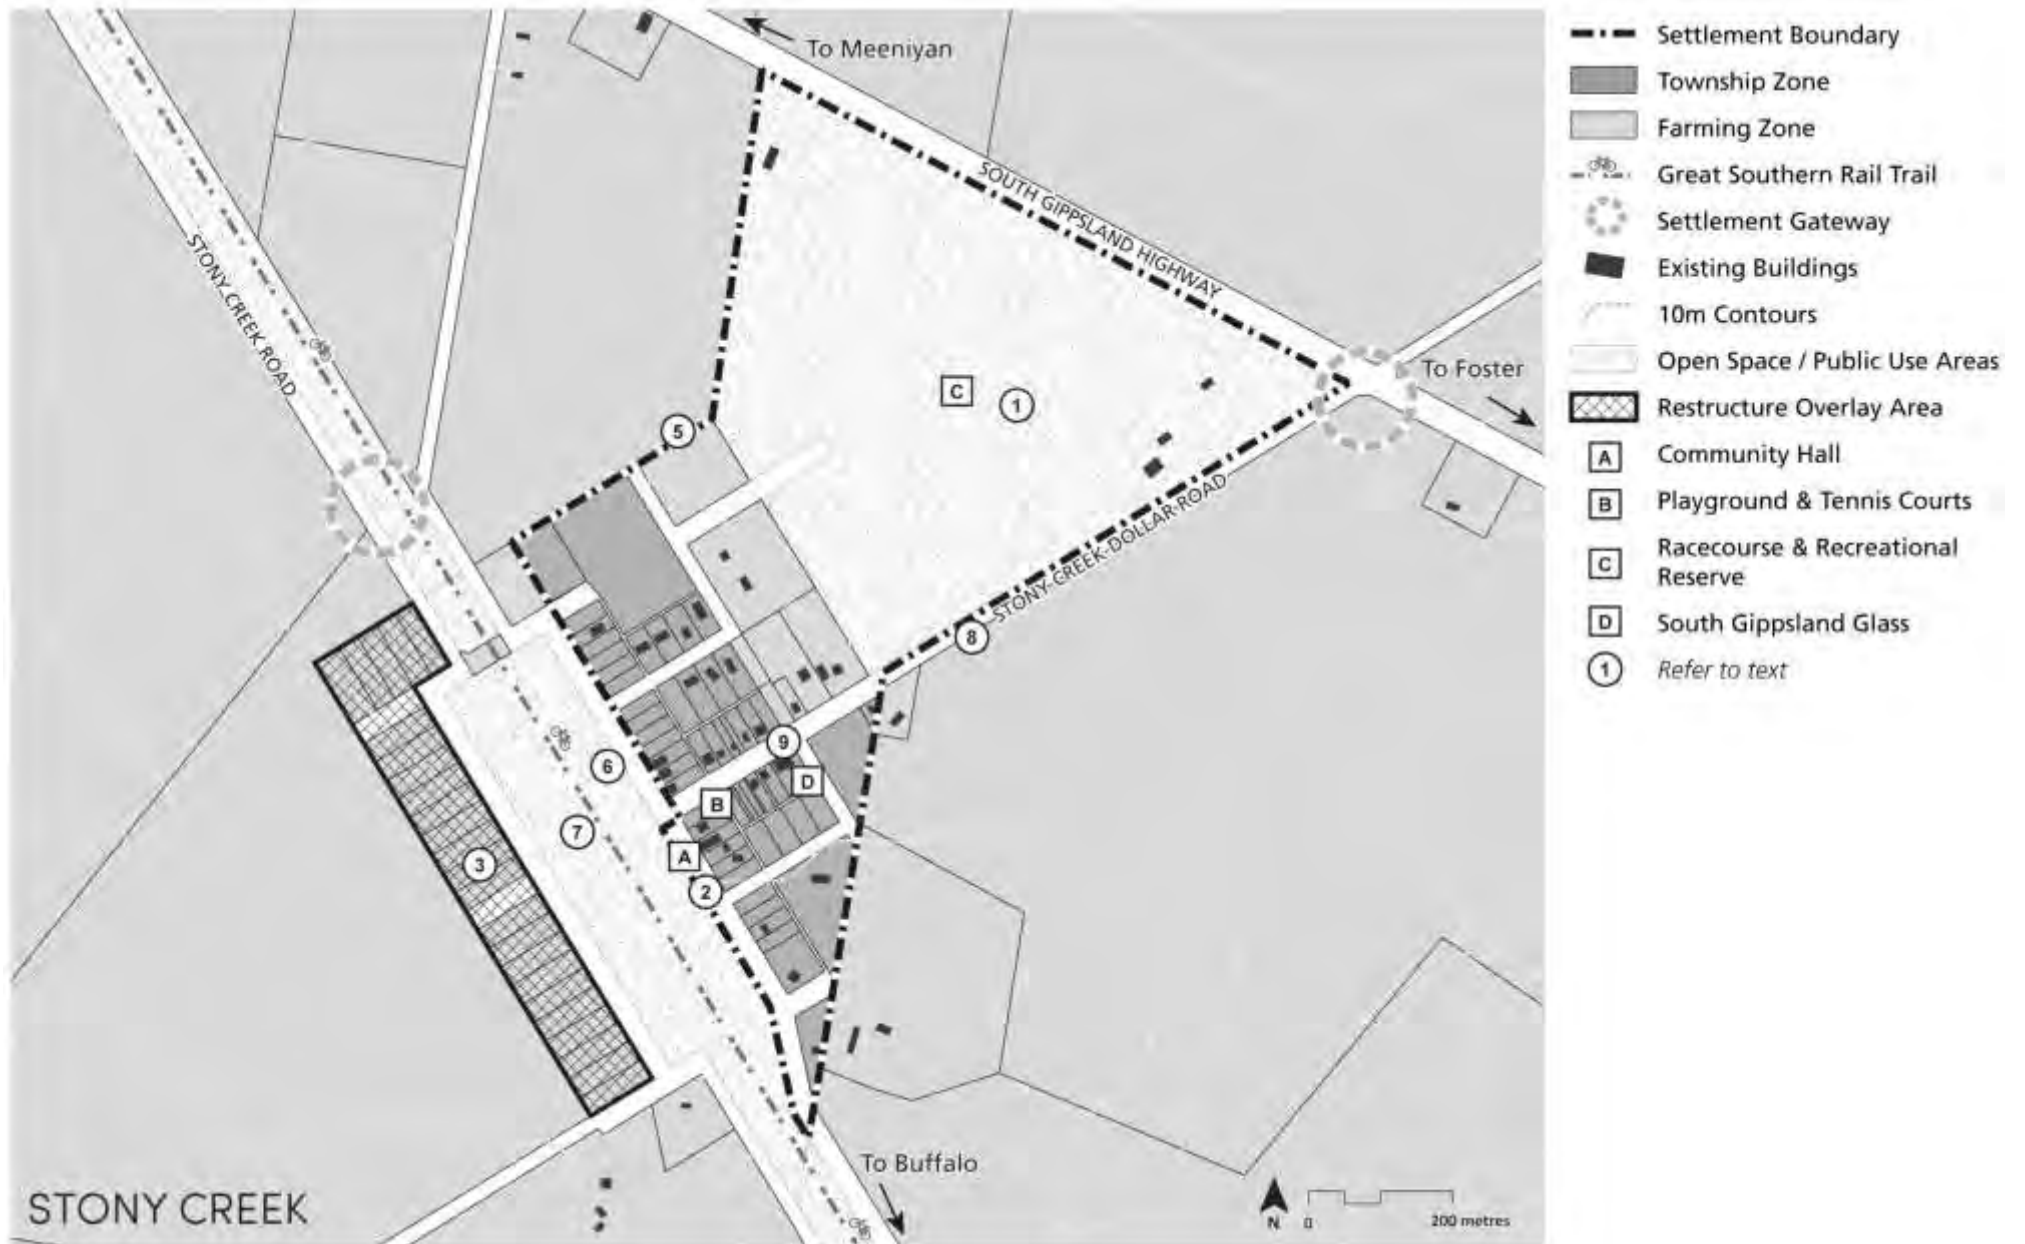 To Meeniyan
SOUTH GIPPSLAND HIGHWAY
STONY CREEK ROAD
To Foster
C
1
5
STONY-CREEK-DOLLAR-ROAD
8
9
6
D
B
7
A
3
2
To Buffalo
STONY CREEK
N
0
200 metres
Settlement Boundary
Township Zone
Farming Zone
Great Southern Rail Trail
Settlement Gateway
Existing Buildings
10m Contours
Open Space / Public Use Areas
Restructure Overlay Area
A Community Hall
B Playground & Tennis Courts
C Racecourse & Recreational
Reserve
D South Gippsland Glass
1 Refer to text